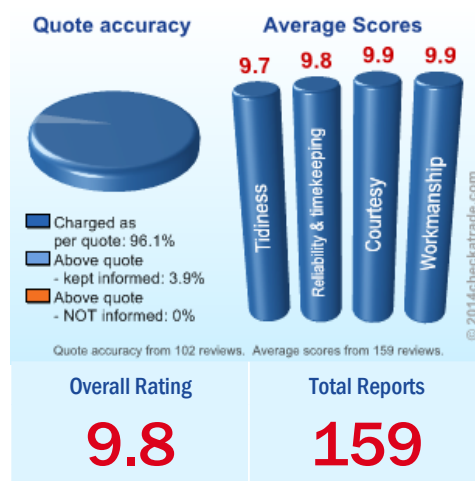 Quote accuracy
Average Scores
9.7
9.8
9.9
9.9
Tidiness
Reliability & timekeeping
Courtesy
Workmanship
Charged as
per quote: 96.1%
Above quote
- kept informed: 3.9%
Above quote
- NOT informed: 0%
© 2014checkatrade.com
Quote accuracy from 102 reviews. Average scores from 159 reviews.
Overall Rating
Total Reports
9.8
159